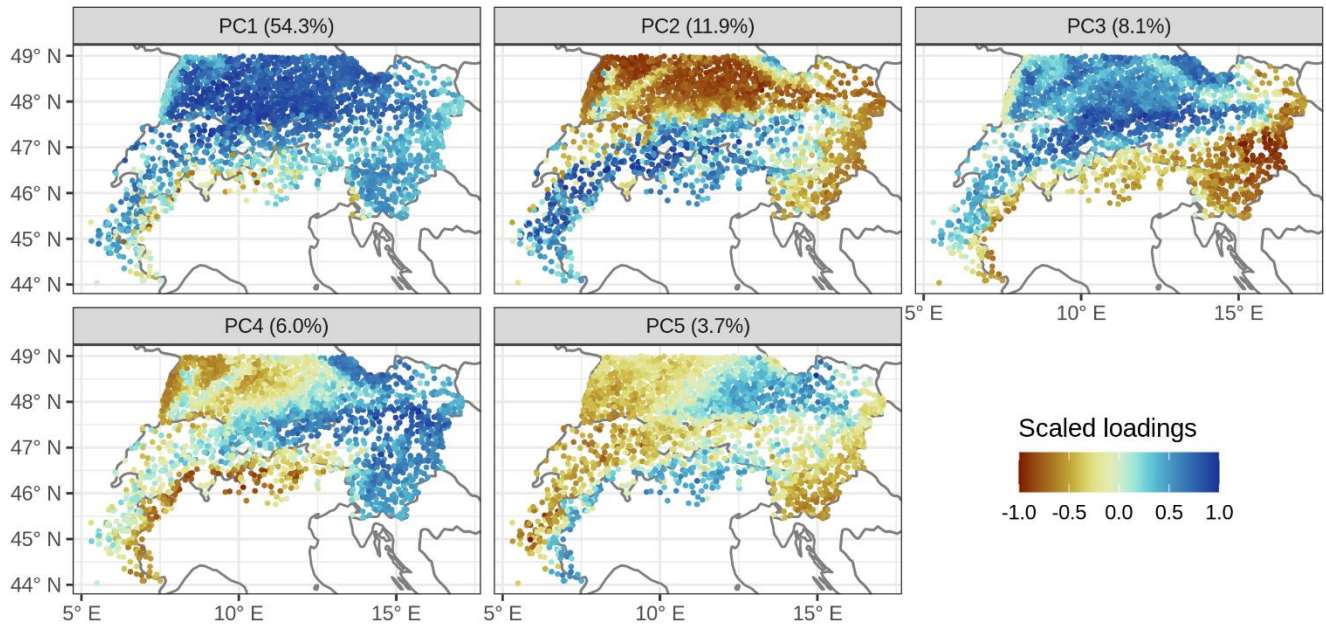 PC1 (54.3%)
PC2 (11.9%)
PC3 (8.1%)
49° N
48° N
47° N
46° N
45° N
44° N
5° E
10° E
15° E
PC4 (6.0%)
PC5 (3.7%)
49° N
48° N
47° N
46° N
45° N
44° N
5° E
10° E
15° E
5° E
10° E
15° E
Scaled loadings
-1.0 -0.5 0.0 0.5 1.0